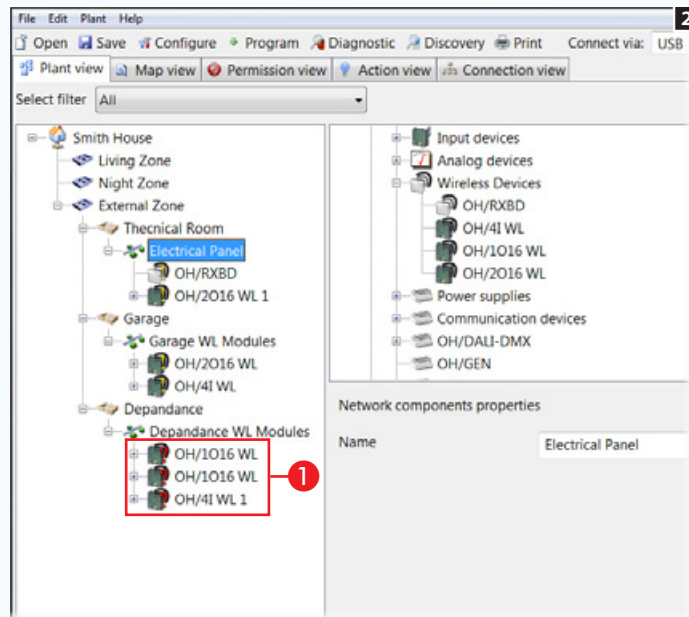 File Edit Plant Help
2
Open Save Configure Program Diagnostic Discovery Print Connect via: USB
Plant view Map view Permission view Action view Connection view
Select filter All
Smith House
Living Zone
Night Zone
External Zone
Thecnical Room
Electrical Panel
OH/RXBD
OH/2O16 WL 1
Garage
Garage WL Modules
OH/2O16 WL
OH/4I WL
Depandance
Depandance WL Modules
OH/1O16 WL
OH/1O16 WL
OH/4I WL 1
1
Input devices
Analog devices
Wireless Devices
OH/RXBD
OH/4I WL
OH/1O16 WL
OH/2O16 WL
Power supplies
Communication devices
OH/DALI-DMX
OH/GEN
Network components properties
Name Electrical Panel